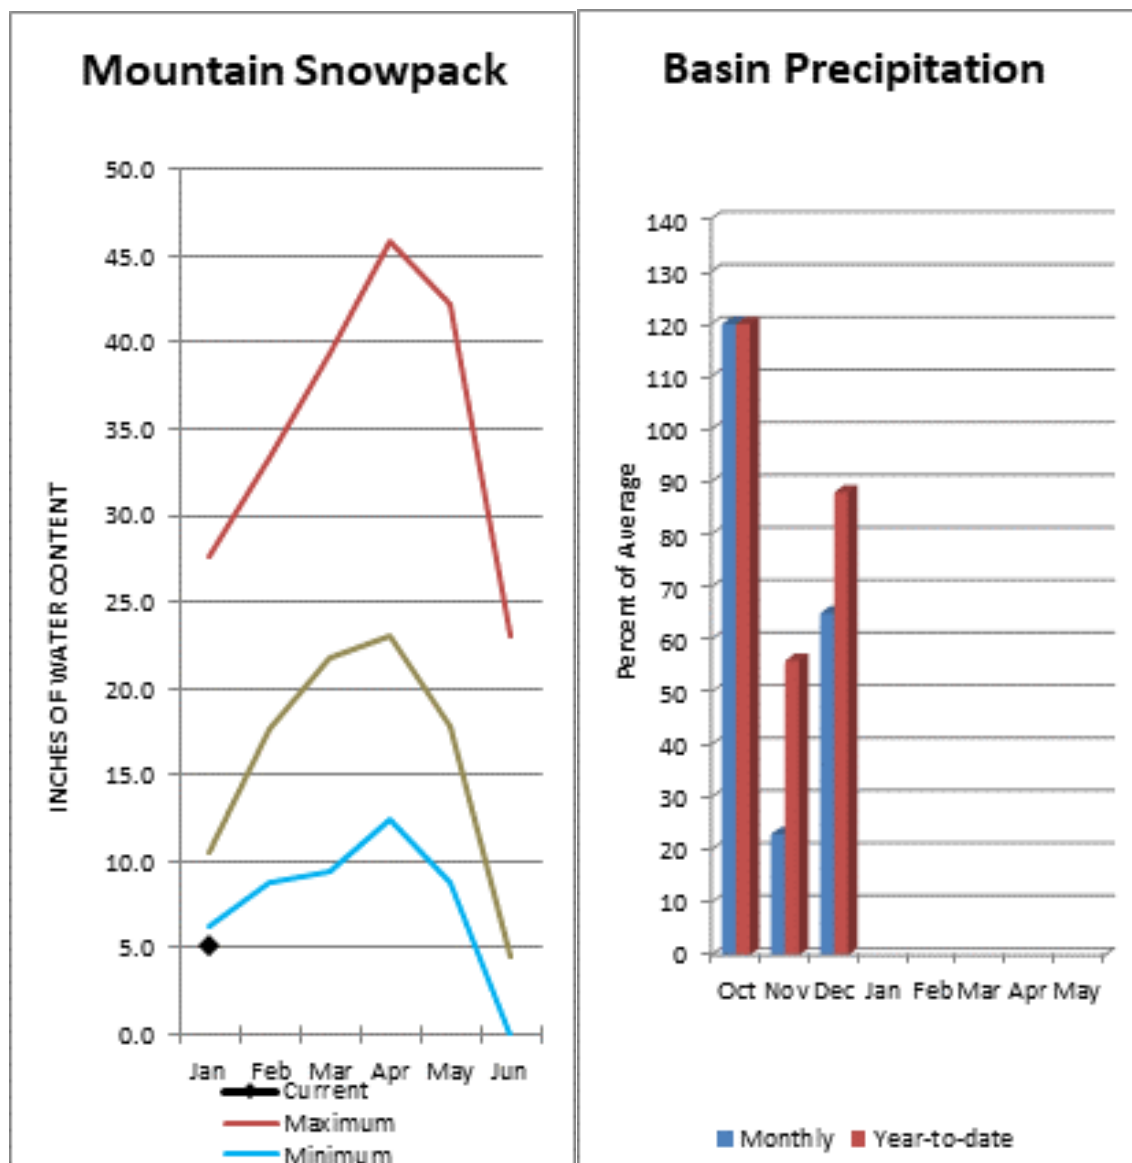 Mountain Snowpack
INCHES OF WATER CONTENT
50.0
45.0
40.0
35.0
30.0
25.0
20.0
15.0
10.0
5.0
0.0
Jan Feb Mar Apr May Jun
Current
Maximum
Minimum
Basin Precipitation
Percent of Average
140
130
120
110
100
90
80
70
60
50
40
30
20
10
0
Oct Nov Dec Jan Feb Mar Apr May
Monthly Year-to-date